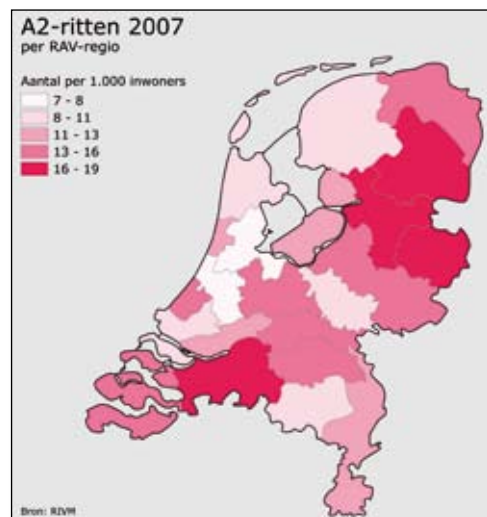 A2-ritten 2007
per RAV-regio
Aantal per 1.000 inwoners
7 - 8
8 - 11
11 - 13
13 - 16
16 - 19
Bron: RIVM